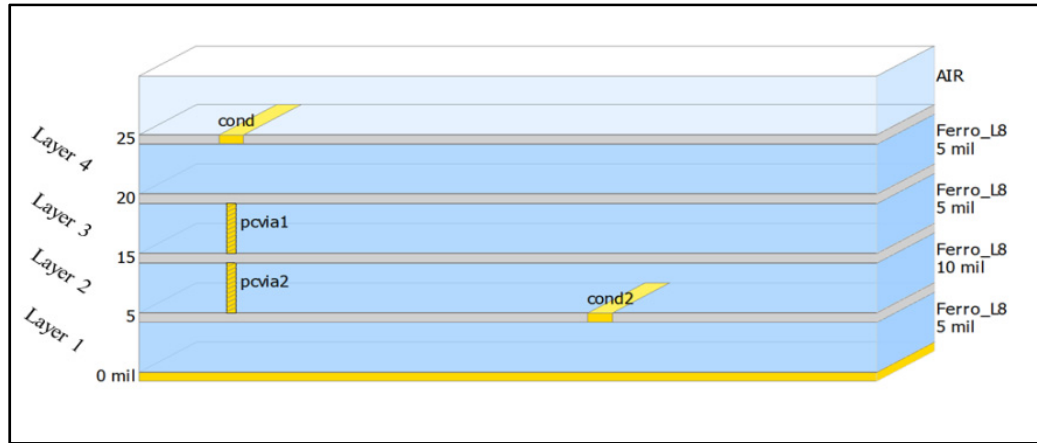 AIR
cond
Layer 4
25
Ferro_L8
5 mil
Layer 3
20
Ferro_L8
5 mil
pcvia1
Layer 2
15
Ferro_L8
10 mil
pcvia2
cond2
Layer 1
5
Ferro_L8
5 mil
0 mil